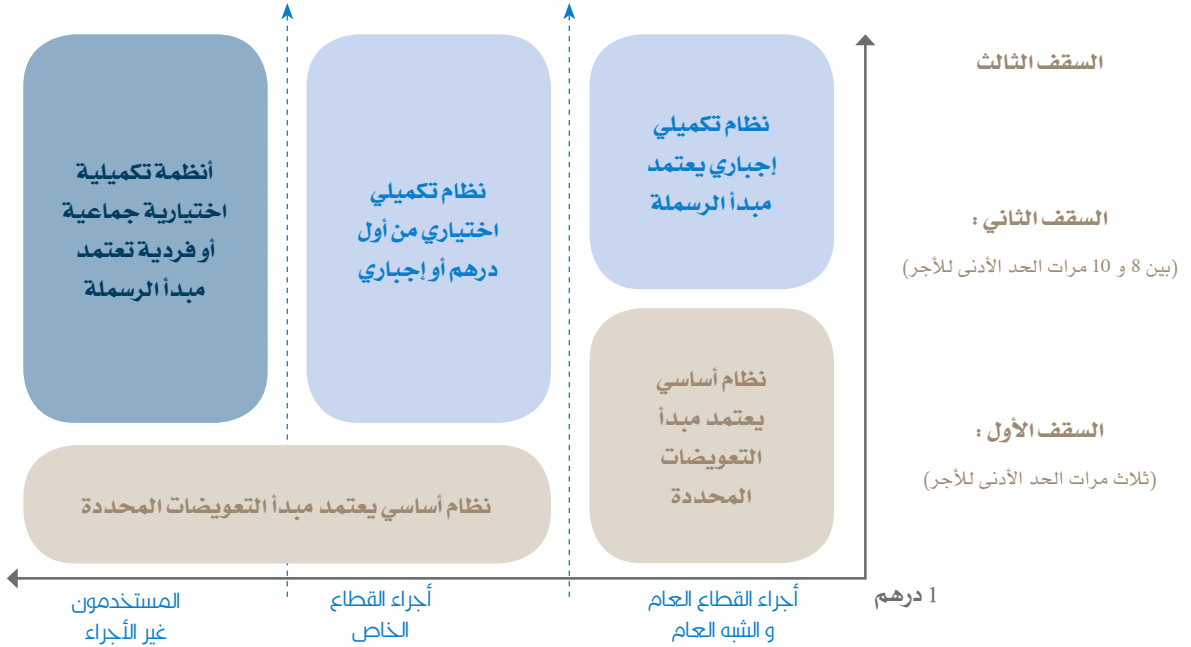 السقف الثالث
السقف الثاني :
(بين 8 و 10 مرات الحد الأدنى للأجر)
السقف الأول :
(ثلاث مرات الحد الأدنى للأجر)
1 درهم
نظام تكميلي
إجباري يعتمد
مبدأ الرسملة
نظام أساسي
يعتمد مبدأ
التعويضات
المحددة
نظام تكميلي
اختياري من أول
درهم أو إجباري
أنظمة تكميلية
اختيارية جماعية
أو فردية تعتمد
مبدأ الرسملة
نظام أساسي يعتمد مبدأ التعويضات المحددة
أجراء القطاع العام
و الشبه العام
أجراء القطاع
الخاص
المستخدمون
غير الأجراء